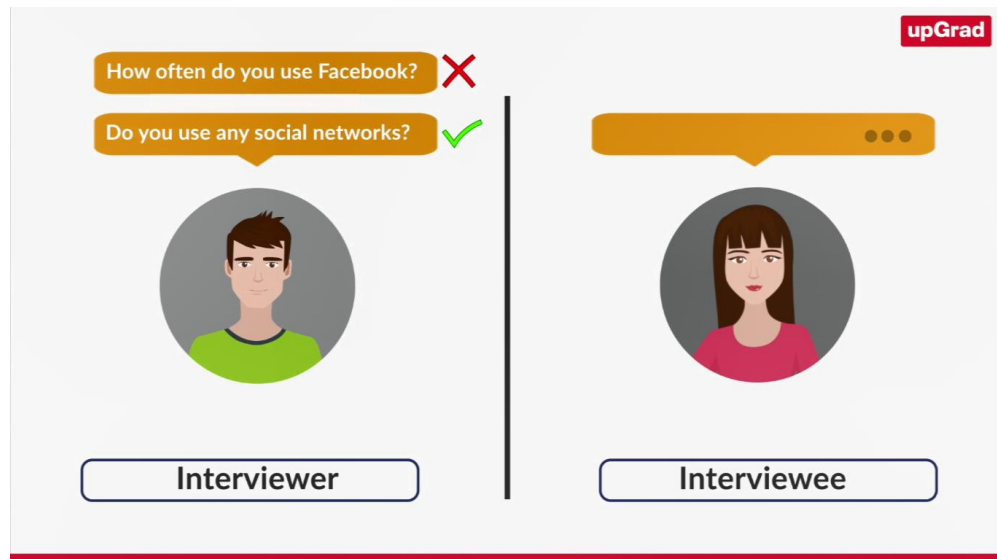 upGrad
How often do you use Facebook?
Do you use any social networks?
Interviewer
Interviewee